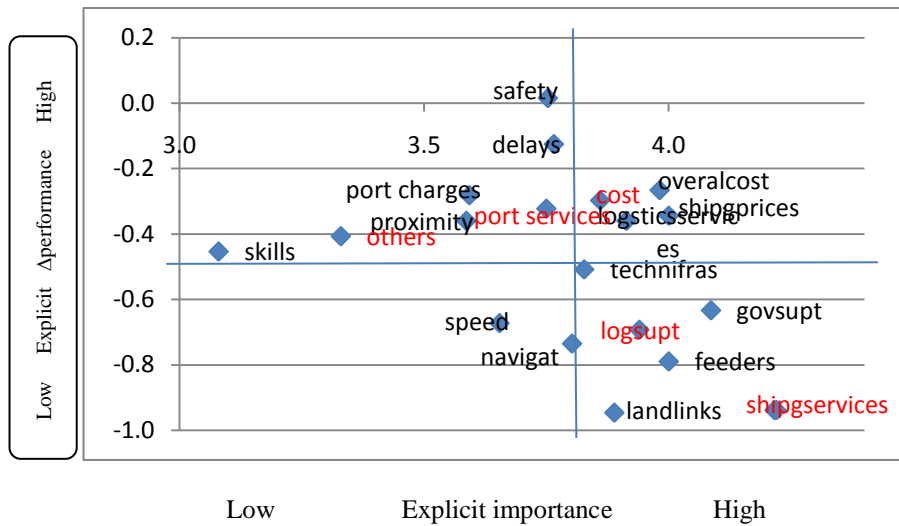 Low Explicit Δperformance High
0.2
0.0
-0.2
-0.4
-0.6
-0.8
-1.0
3.0 3.5 4.0
safety
delays
port charges
proximity
port services
others
skills
cost
overalcost
shipgprices
logsticsservic
es
technifras
speed
navigat
logsupt
govsupt
feeders
landlinks
shipgservices
Low Explicit importance High